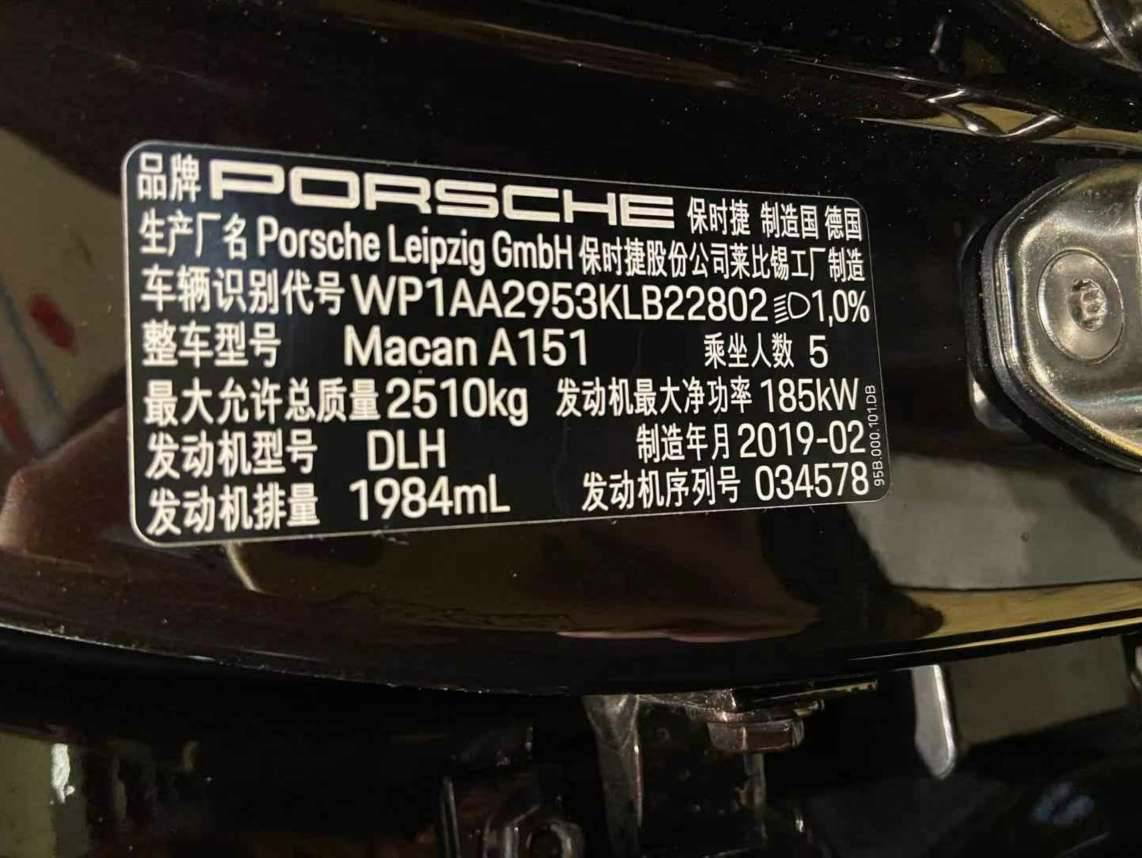 品牌 PORSCHE 保时捷 制造国 德国
生产厂名 Porsche Leipzig GmbH 保时捷股份公司莱比锡工厂制造
车辆识别代号 WP1AA2953KLB22802 1,0%
整车型号 Macan A151 乘坐人数 5
最大允许总质量 2510kg 发动机最大净功率 185kW
发动机型号 DLH 制造年月 2019-02
发动机排量 1984mL 发动机序列号 034578
95B.000.101.DB